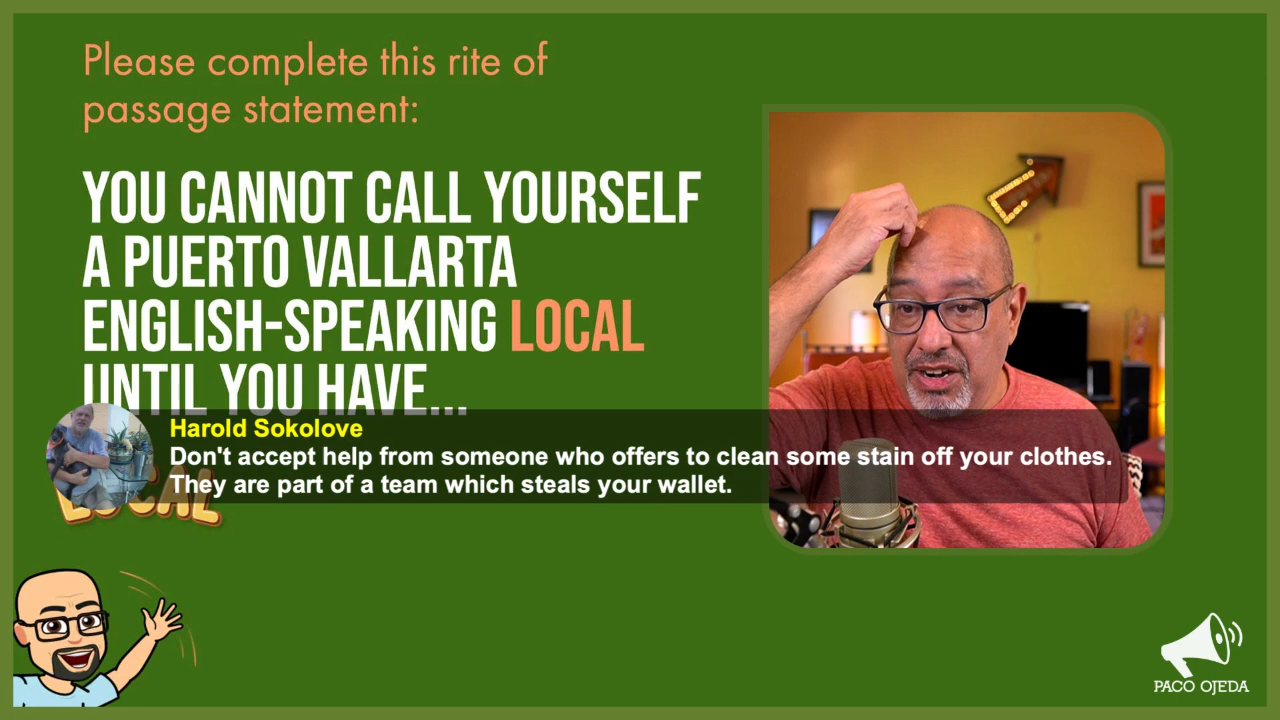 Please complete this rite of
passage statement:
YOU CANNOT CALL YOURSELF
A PUERTO VALLARTA
ENGLISH-SPEAKING LOCAL
UNTIL YOU HAVE...
Harold Sokolove
Don't accept help from someone who offers to clean some stain off your clothes.
They are part of a team which steals your wallet.
LOCAL
PACO OJEDA